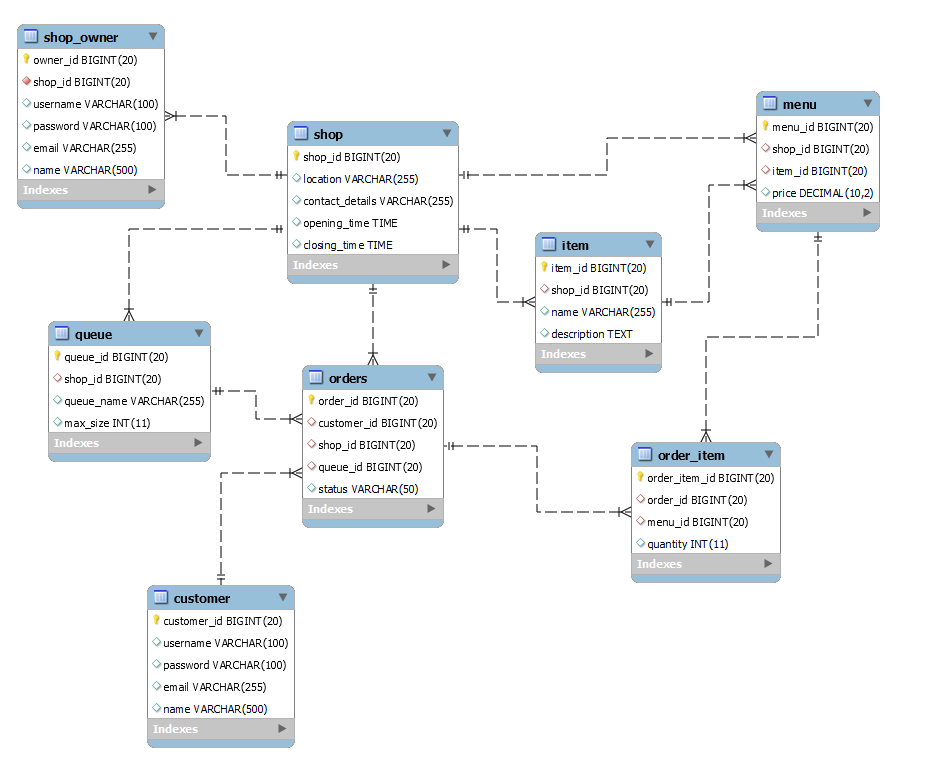 shop_owner
owner_id BIGINT(20)
shop_id BIGINT(20)
username VARCHAR(100)
password VARCHAR(100)
email VARCHAR(255)
name VARCHAR(500)
Indexes
shop
shop_id BIGINT(20)
location VARCHAR(255)
contact_details VARCHAR(255)
opening_time TIME
closing_time TIME
Indexes
menu
menu_id BIGINT(20)
shop_id BIGINT(20)
item_id BIGINT(20)
price DECIMAL(10,2)
Indexes
item
item_id BIGINT(20)
shop_id BIGINT(20)
name VARCHAR(255)
description TEXT
Indexes
queue
queue_id BIGINT(20)
shop_id BIGINT(20)
queue_name VARCHAR(255)
max_size INT(11)
Indexes
orders
order_id BIGINT(20)
customer_id BIGINT(20)
shop_id BIGINT(20)
queue_id BIGINT(20)
status VARCHAR(50)
Indexes
order_item
order_item_id BIGINT(20)
order_id BIGINT(20)
menu_id BIGINT(20)
quantity INT(11)
Indexes
customer
customer_id BIGINT(20)
username VARCHAR(100)
password VARCHAR(100)
email VARCHAR(255)
name VARCHAR(500)
Indexes